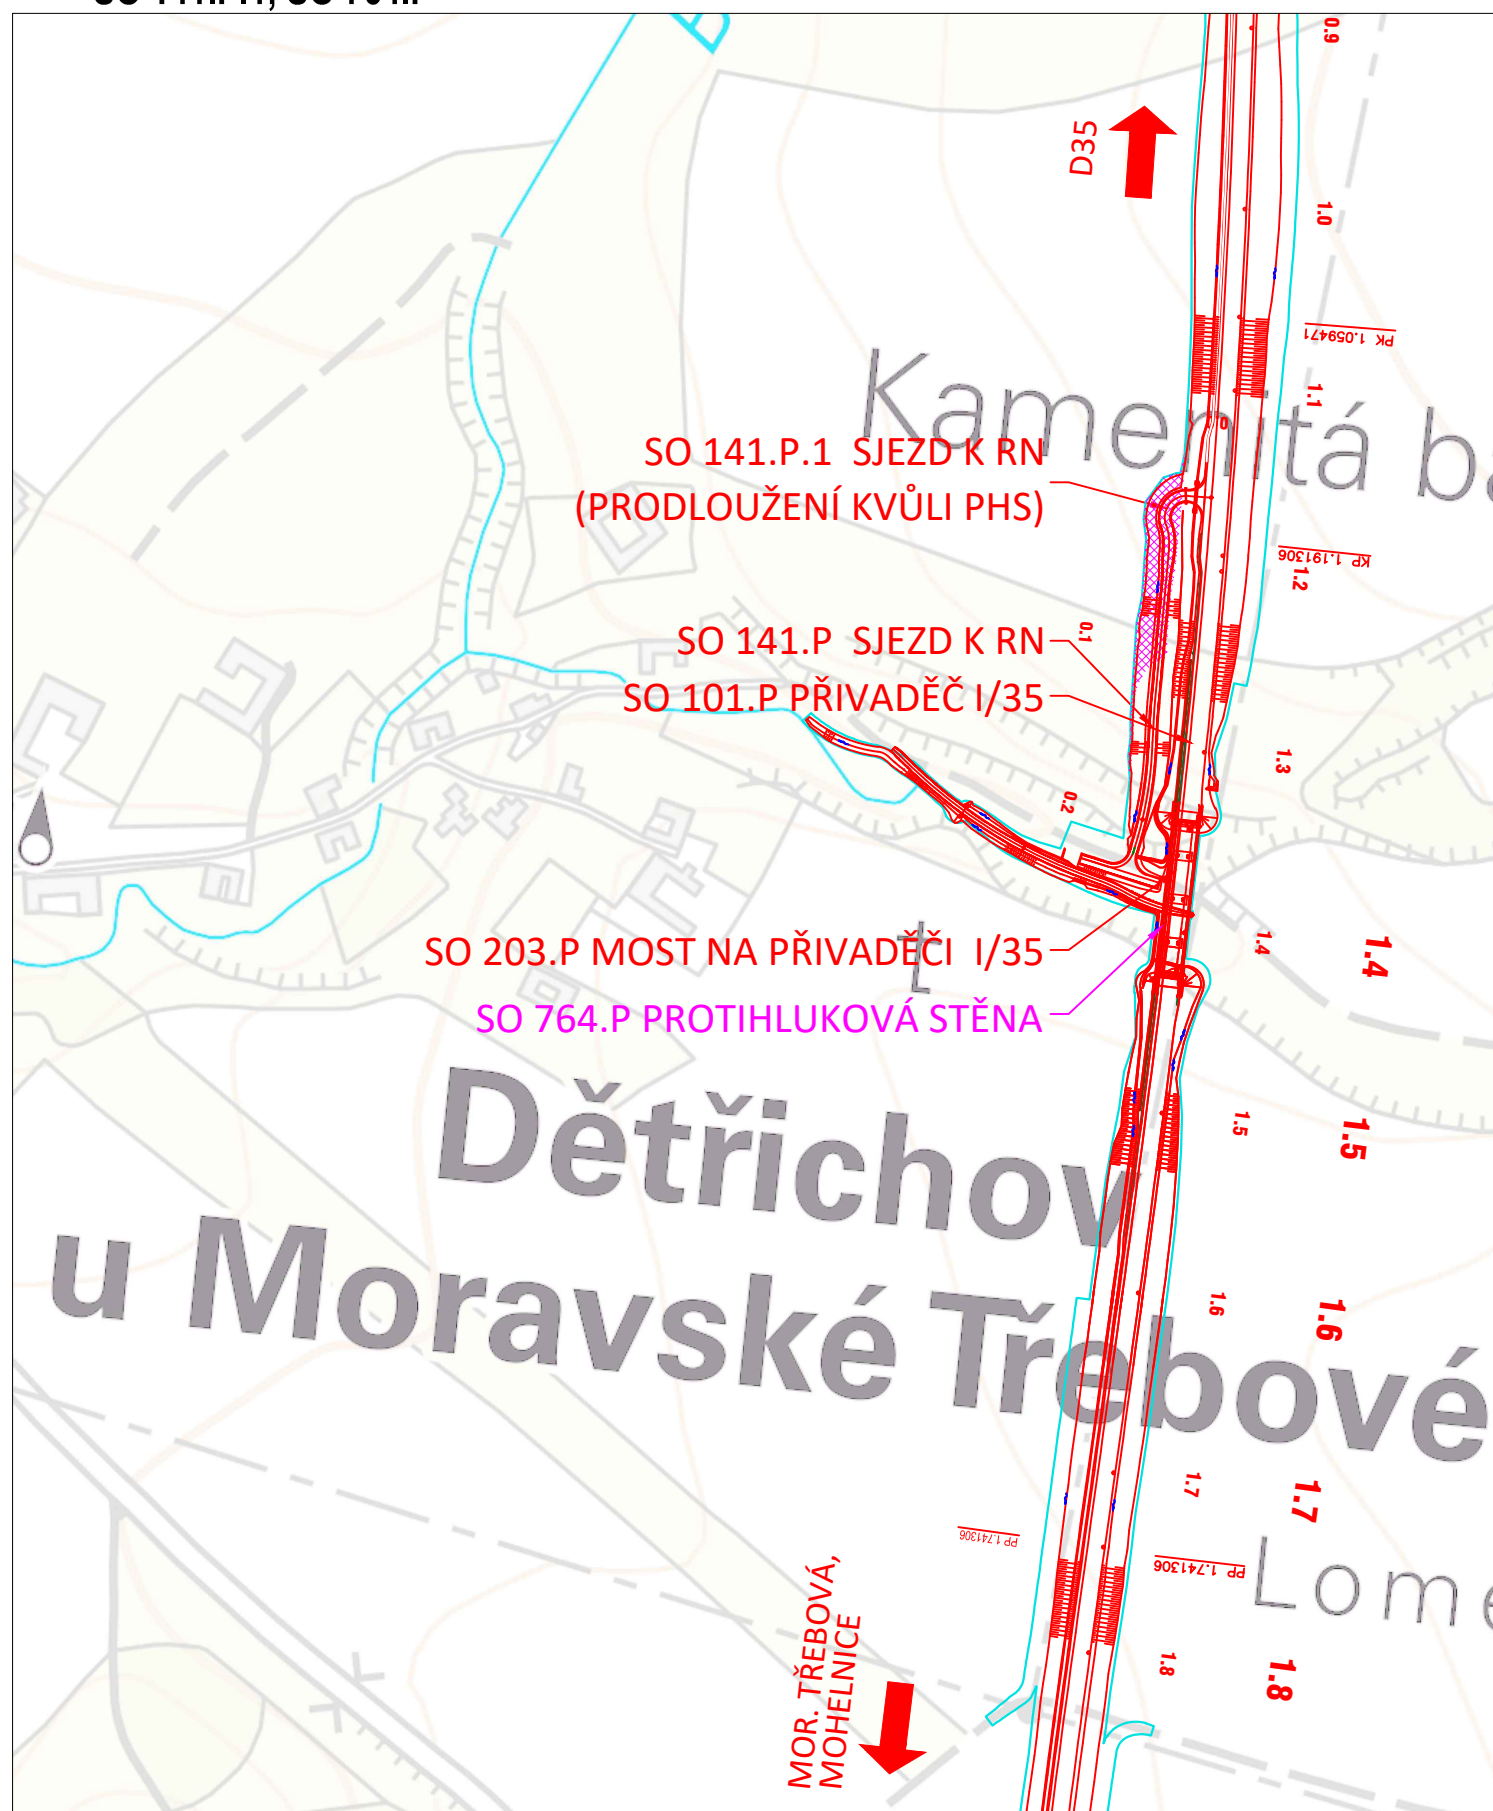 D35
0.9
1.0
PK 1.059471
1.1
Kamenitá
0
SO 141.P.1 SJEZD K RN
(PRODLOUŽENÍ KVŮLI PHS)
KP 1.191306
1.2
0.1
SO 141.P SJEZD K RN
SO 101.P PŘIVADĚČ I/35
1.3
0.2
SO 203.P MOST NA PŘIVADĚČI I/35
1.4
1.4
SO 764.P PROTIHLUKOVÁ STĚNA
Dětřichov
1.5
1.5
u Moravské Třebové
1.6
1.6
1.7
1.7
PP 1.741306
PP 1.741306
Lome
MOR. TŘEBOVÁ,
MOHELNICE
1.8
1.8